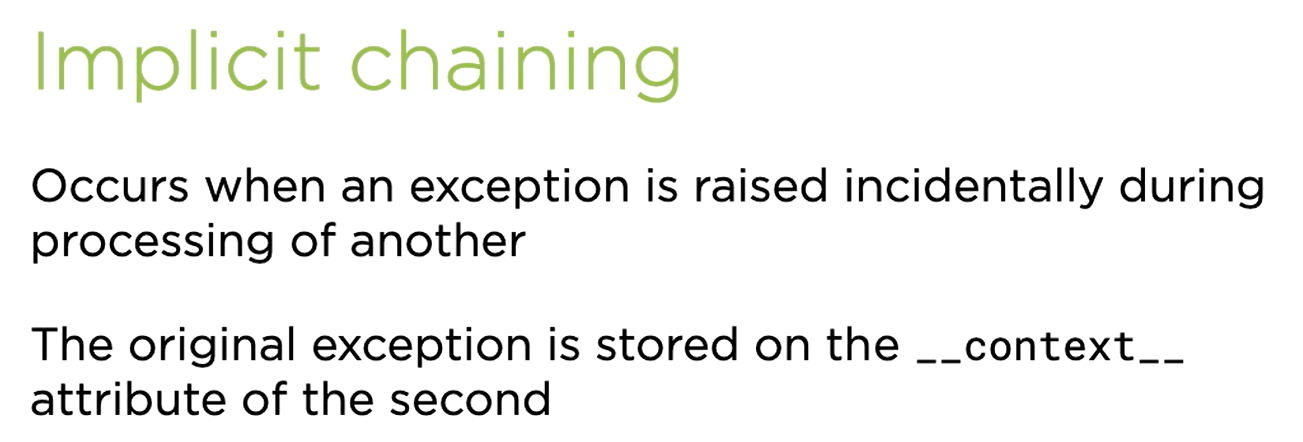 Implicit chaining
Occurs when an exception is raised incidentally during
processing of another
The original exception is stored on the __context__
attribute of the second